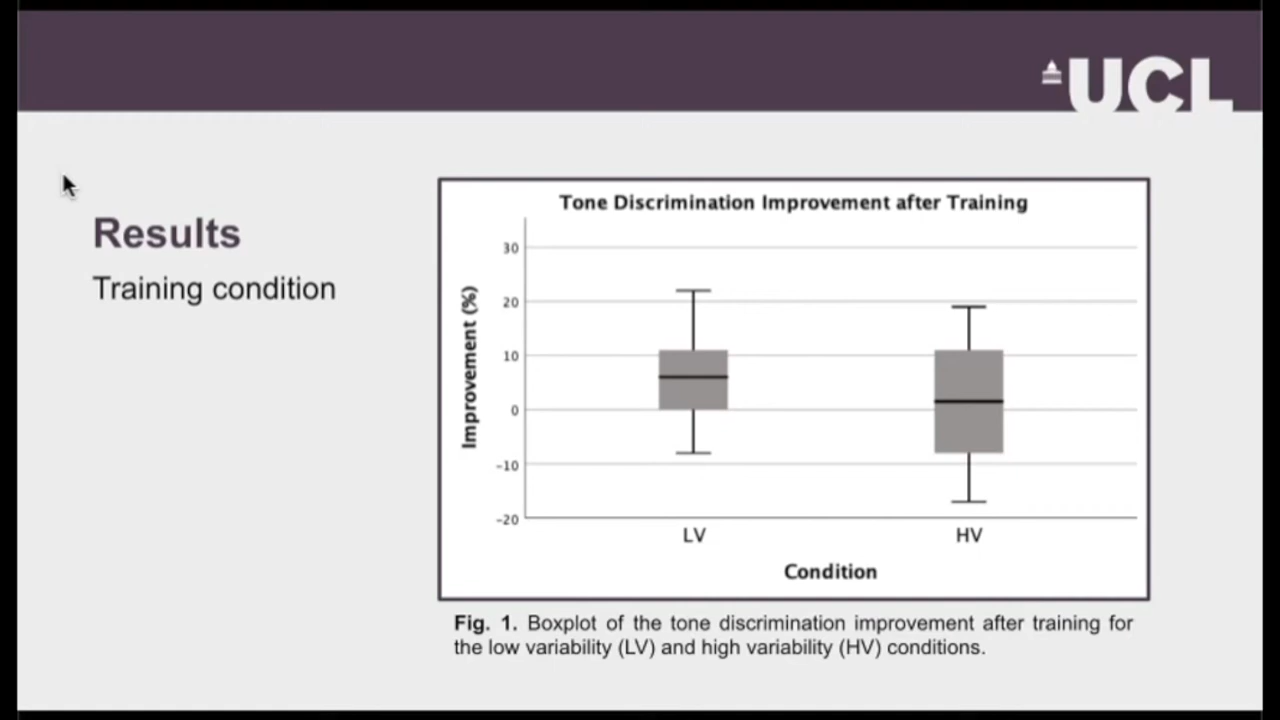 UCL
Results
Training condition
Tone Discrimination Improvement after Training
Improvement (%)
30
20
10
0
-10
-20
LV
HV
Condition
Fig. 1. Boxplot of the tone discrimination improvement after training for
the low variability (LV) and high variability (HV) conditions.